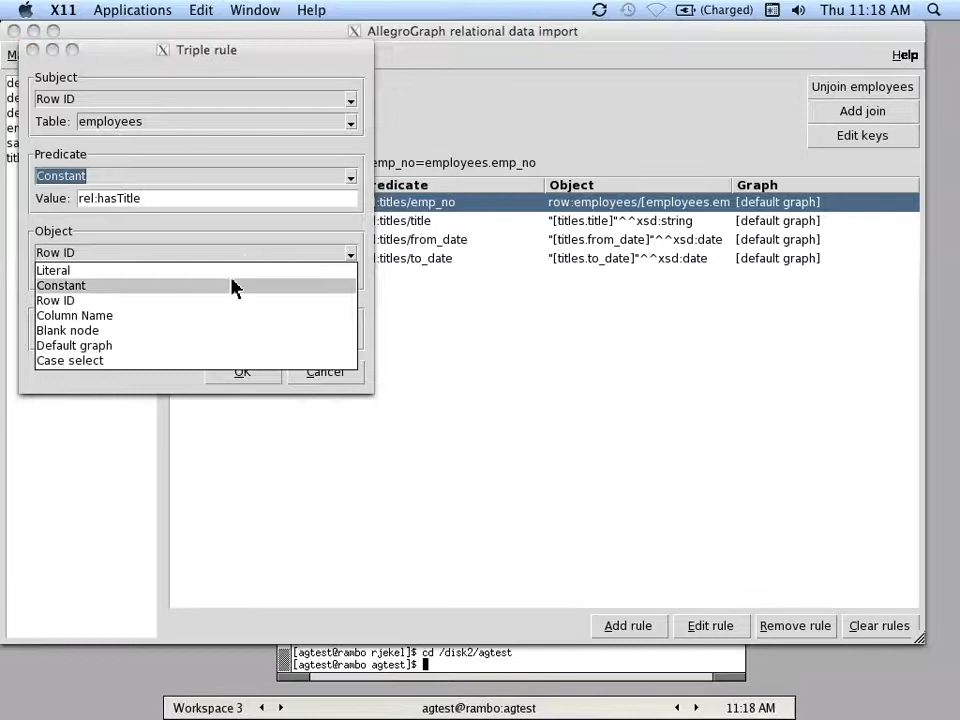 X11 Applications Edit Window Help (Charged) Thu 11:18 AM
AllegroGraph relational data import
Triple rule
Help
Subject
Row ID
Table: employees
Predicate
Constant
Value: rel:hasTitle
Object
Row ID
Literal
Constant
Row ID
Column Name
Blank node
Default graph
Case select
OK Cancel
Unjoin employees
Add join
Edit keys
emp_no=employees.emp_no
redicate Object Graph
:titles/emp_no row:employees/[employees.em [default graph]
:titles/title "[titles.title]"^^xsd:string [default graph]
/from_date "[titles.from_date]"^^xsd:date [default graph]
/to_date "[titles.to_date]"^^xsd:date [default graph]
Add rule Edit rule Remove rule Clear rules
[agtest@rambo rjekel]$ cd /disk2/agtest
[agtest@rambo agtest]$
Workspace 3 agtest@rambo:agtest 11:18 AM